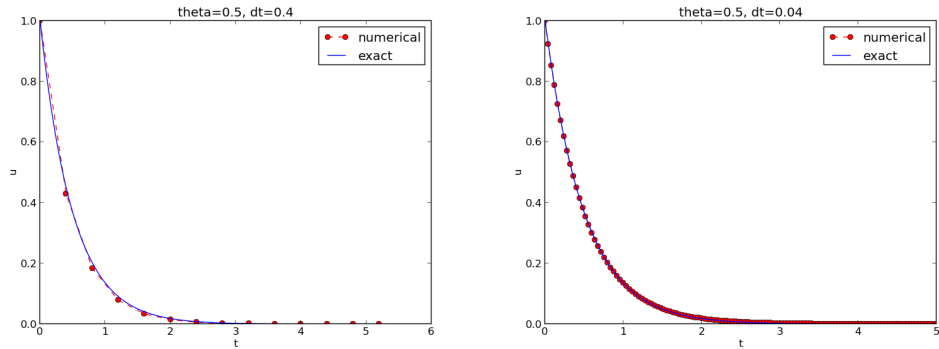 theta=0.5, dt=0.4
1.0
0.8
0.6
0.4
0.2
0.0
u
0 1 2 3 4 5 6
t
numerical
exact
theta=0.5, dt=0.04
1.0
0.8
0.6
0.4
0.2
0.0
u
0 1 2 3 4 5
t
numerical
exact